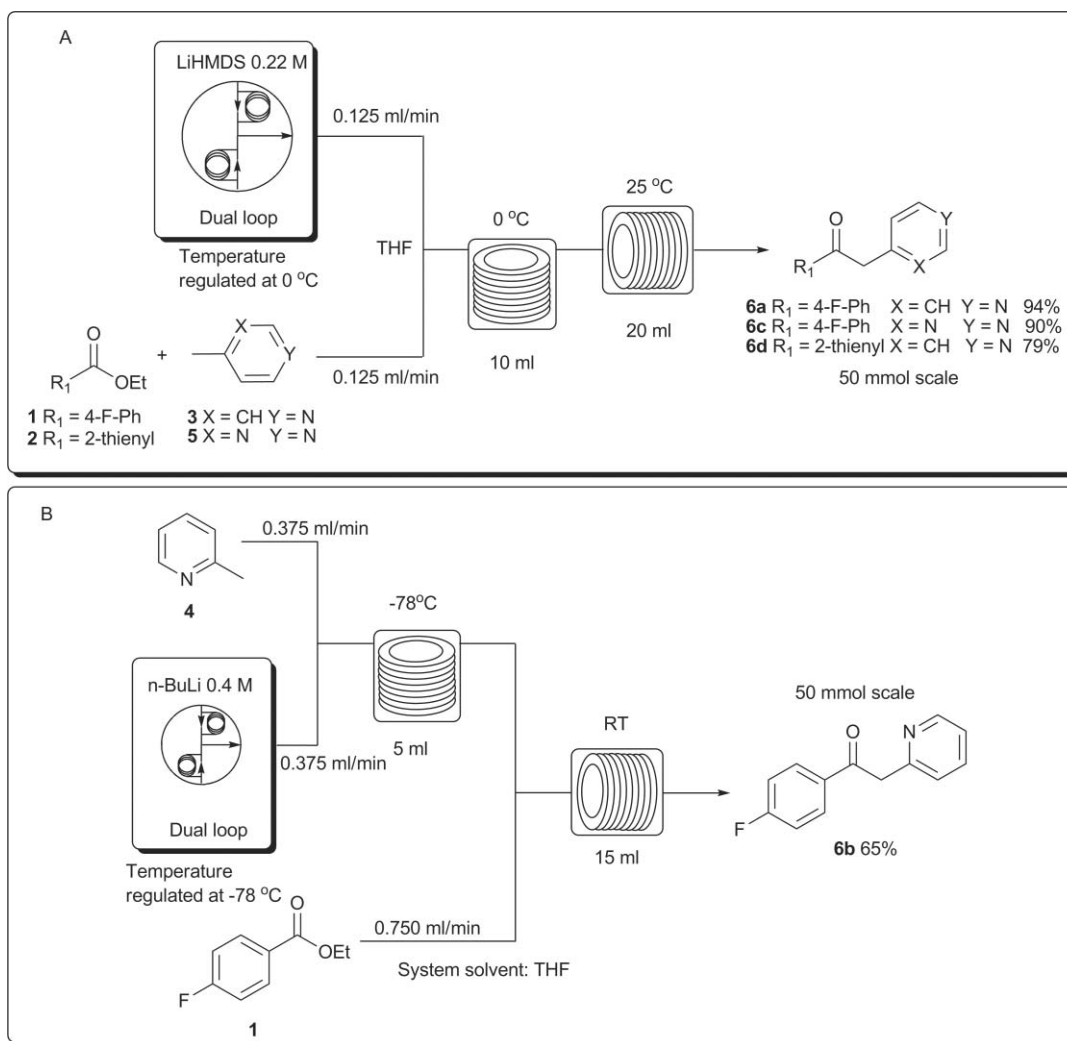 A
LiHMDS 0.22 M
Dual loop
Temperature
regulated at 0 °C
0.125 ml/min
THF
0 °C
10 ml
25 °C
20 ml
O
R1
X
Y
6a R1 = 4-F-Ph X = CH Y = N 94%
6c R1 = 4-F-Ph X = N Y = N 90%
6d R1 = 2-thienyl X = CH Y = N 79%
50 mmol scale
O
R1
OEt
+
X
Y
0.125 ml/min
1 R1 = 4-F-Ph
2 R1 = 2-thienyl
3 X = CH Y = N
5 X = N Y = N
B
N
4
0.375 ml/min
n-BuLi 0.4 M
Dual loop
Temperature
regulated at -78 °C
0.375 ml/min
-78°C
5 ml
RT
15 ml
50 mmol scale
O
N
F
6b 65%
O
OEt
F
1
0.750 ml/min
System solvent: THF